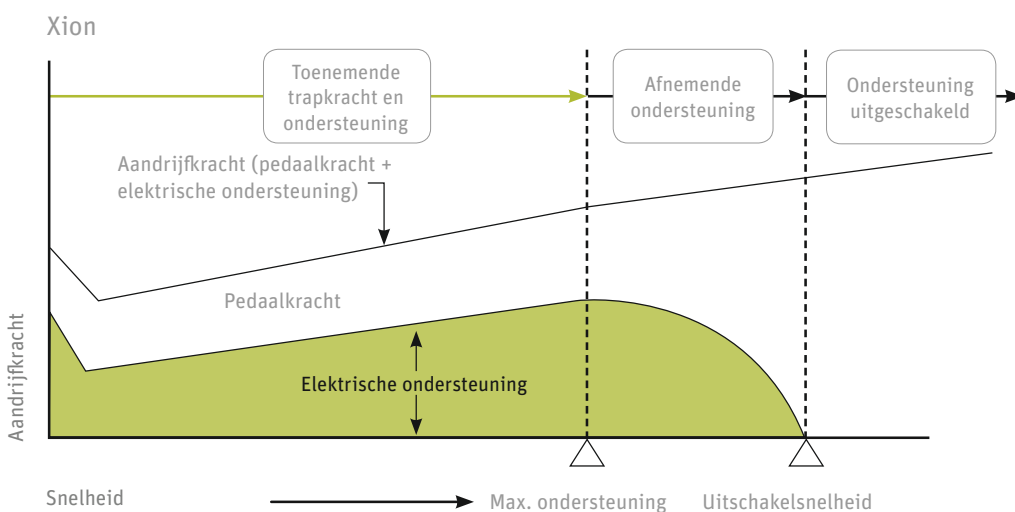 Xion
Toenemende
trapkracht en
ondersteuning
Afnemende
ondersteuning
Ondersteuning
uitgeschakeld
Aandrijfkracht (pedaalkracht +
elektrische ondersteuning)
Pedaalkracht
Elektrische ondersteuning
Aandrijfkracht
Snelheid
Max. ondersteuning
Uitschakelsnelheid